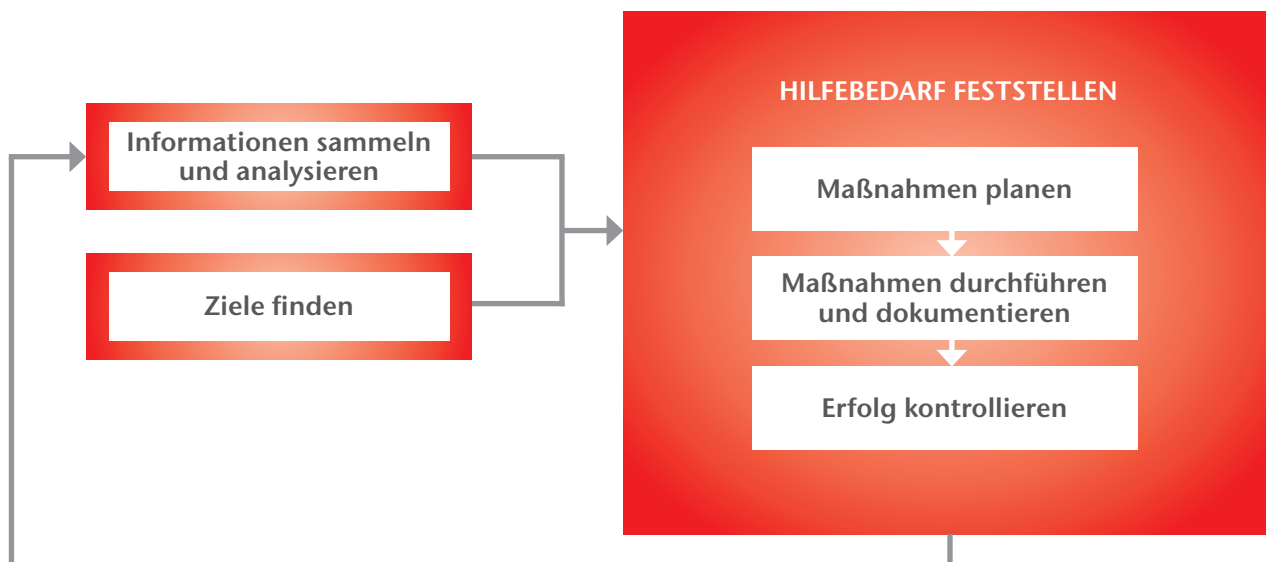 Informationen sammeln
und analysieren
Ziele finden
HILFEBEDARF FESTSTELLEN
Maßnahmen planen
Maßnahmen durchführen
und dokumentieren
Erfolg kontrollieren